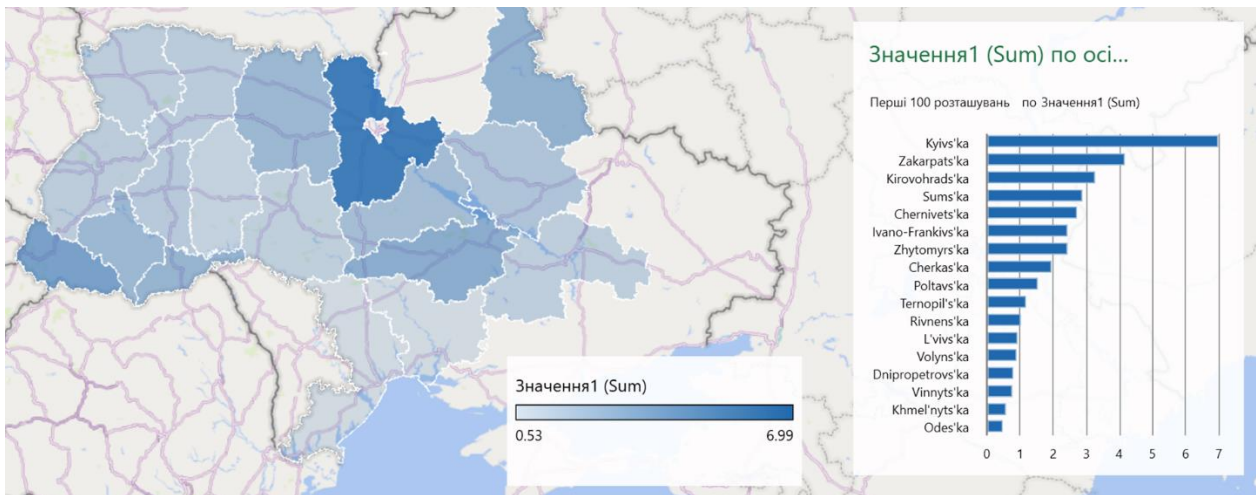 Значення1 (Sum) по осі...
Перші 100 розташувань по Значення1 (Sum)
Kyivs'ka
Zakarpats'ka
Kirovohrads'ka
Sums'ka
Chernivets'ka
Ivano-Frankivs'ka
Zhytomyrs'ka
Cherkas'ka
Poltavs'ka
Ternopil's'ka
Rivnens'ka
L'vivs'ka
Volyns'ka
Dnipropetrovs'ka
Vinnyts'ka
Khmel'nyts'ka
Odes'ka
0 1 2 3 4 5 6 7
Значення1 (Sum)
0.53 6.99